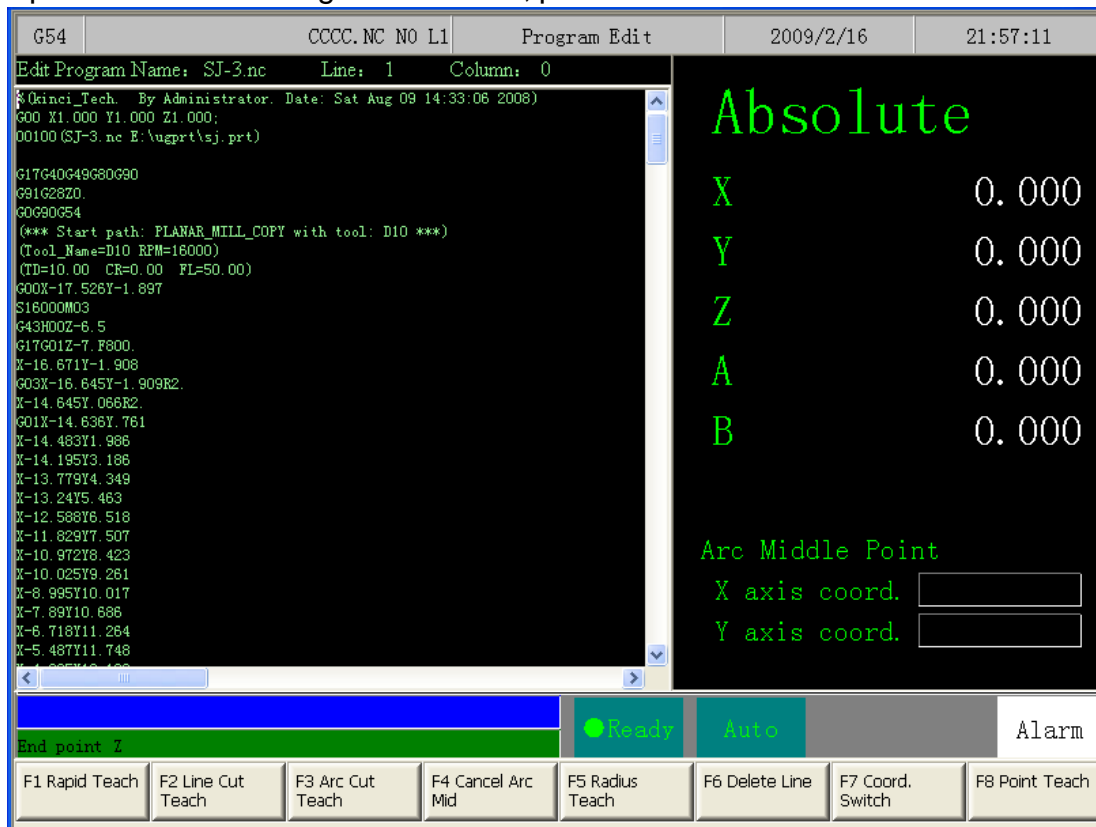 G54 CCCC.NC N0 L1 Program Edit 2009/2/16 21:57:11
Edit Program Name: SJ-3.nc Line: 1 Column: 0
%(kinci_Tech. By Administrator. Date: Sat Aug 09 14:33:06 2008)
G00 X1.000 Y1.000 Z1.000;
O0100(SJ-3.nc E:\ugprt\sj.prt)
G17G40G49G80G90
G91G28Z0.
G0G90G54
(*** Start path: PLANAR_MILL_COPY with tool: D10 ***)
(Tool_Name=D10 RPM=16000)
(TD=10.00 CR=0.00 FL=50.00)
G00X-17.526Y-1.897
S16000M03
G43H00Z-6.5
G17G01Z-7.F800.
X-16.671Y-1.908
G03X-16.645Y-1.909R2.
X-14.645Y.066R2.
G01X-14.636Y.761
X-14.483Y1.986
X-14.195Y3.186
X-13.779Y4.349
X-13.24Y5.463
X-12.588Y6.518
X-11.829Y7.507
X-10.972Y8.423
X-10.025Y9.261
X-8.995Y10.017
X-7.89Y10.686
X-6.718Y11.264
X-5.487Y11.748
Absolute
X 0.000
Y 0.000
Z 0.000
A 0.000
B 0.000
Arc Middle Point
X axis coord.
Y axis coord.
Ready Auto Alarm
End point Z
F1 Rapid Teach
F2 Line Cut
Teach
F3 Arc Cut
Teach
F4 Cancel Arc
Mid
F5 Radius
Teach
F6 Delete Line
F7 Coord.
Switch
F8 Point Teach